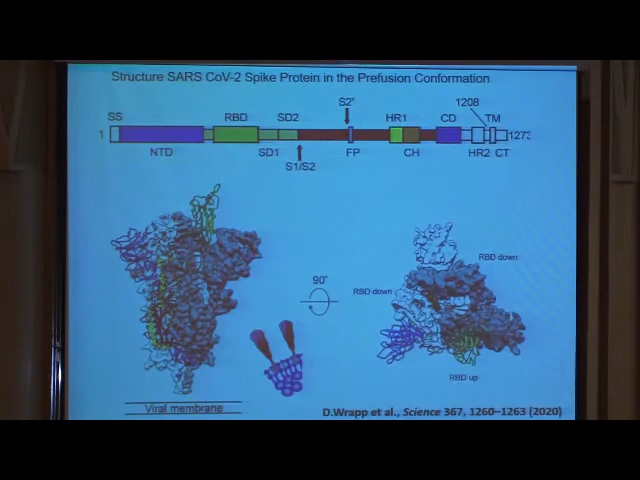 Structure SARS CoV-2 Spike Protein in the Prefusion Conformation
S2' 1208
SS RBD SD2 HR1 CD TM
1 1273
NTD SD1 FP CH HR2 CT
S1/S2
90°
RBD down
RBD down
RBD up
Viral membrane
D.Wrapp et al., Science 367, 1260–1263 (2020)